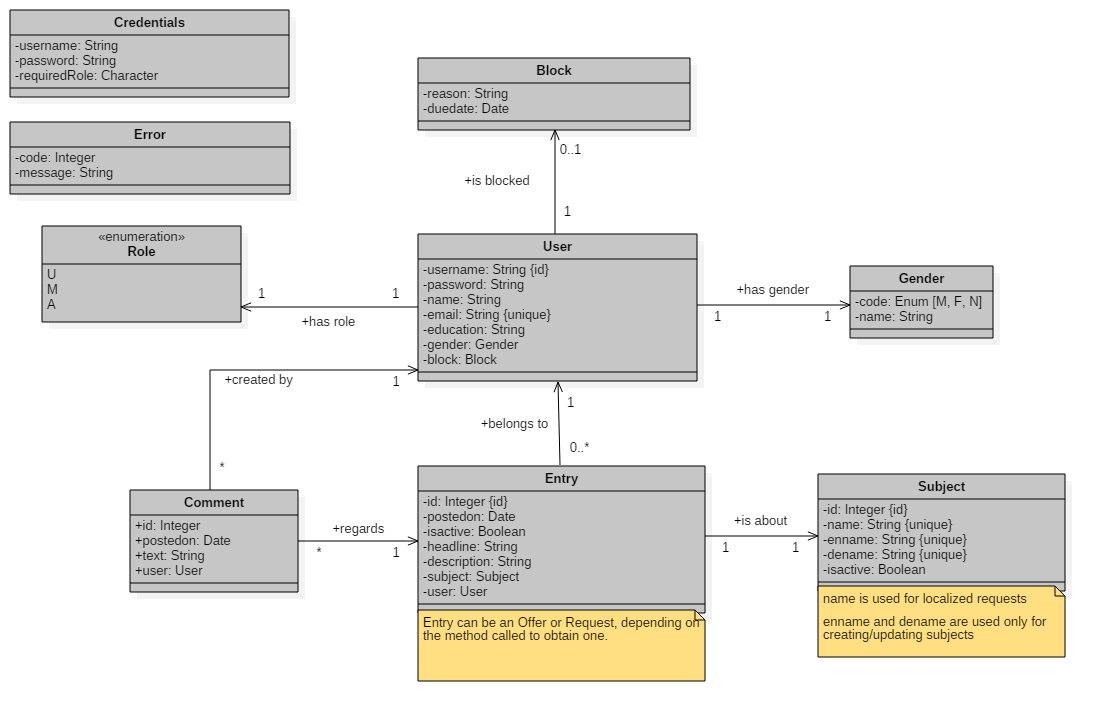 Credentials
-username: String
-password: String
-requiredRole: Character
Error
-code: Integer
-message: String
Block
-reason: String
-duedate: Date
0..1
+is blocked
1
«enumeration»
Role
U
M
A
1
1
+has role
User
-username: String {id}
-password: String
-name: String
-email: String {unique}
-education: String
-gender: Gender
-block: Block
+has gender
1
1
Gender
-code: Enum [M, F, N]
-name: String
+created by
1
*
1
+belongs to
0..*
Comment
+id: Integer
+postedon: Date
+text: String
+user: User
+regards
*
1
Entry
-id: Integer {id}
-postedon: Date
-isactive: Boolean
-headline: String
-description: String
-subject: Subject
-user: User
Entry can be an Offer or Request, depending on
the method called to obtain one.
+is about
1
1
Subject
-id: Integer {id}
-name: String {unique}
-enname: String {unique}
-dename: String {unique}
-isactive: Boolean
name is used for localized requests
enname and dename are used only for
creating/updating subjects